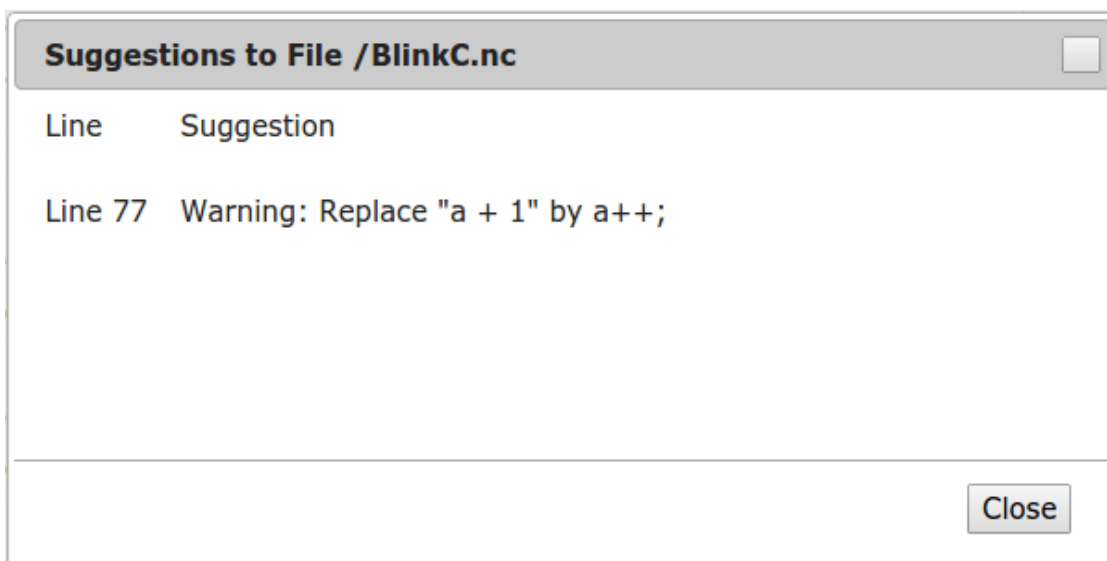 Suggestions to File /BlinkC.nc
Line Suggestion
Line 77 Warning: Replace "a + 1" by a++;
Close